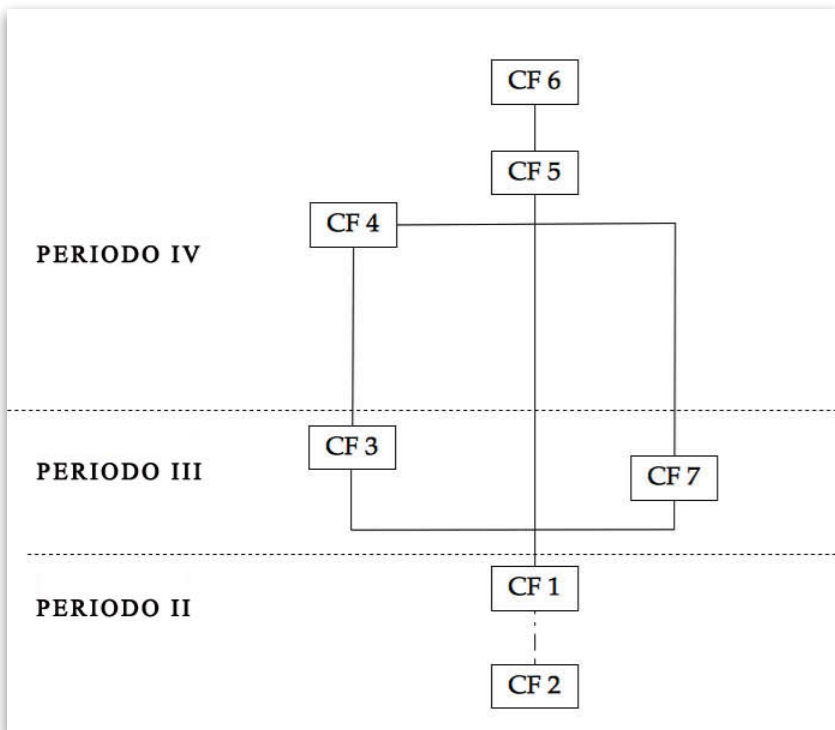 CF 6
CF 5
CF 4
PERIODO IV
CF 3
PERIODO III
CF 7
CF 1
PERIODO II
CF 2